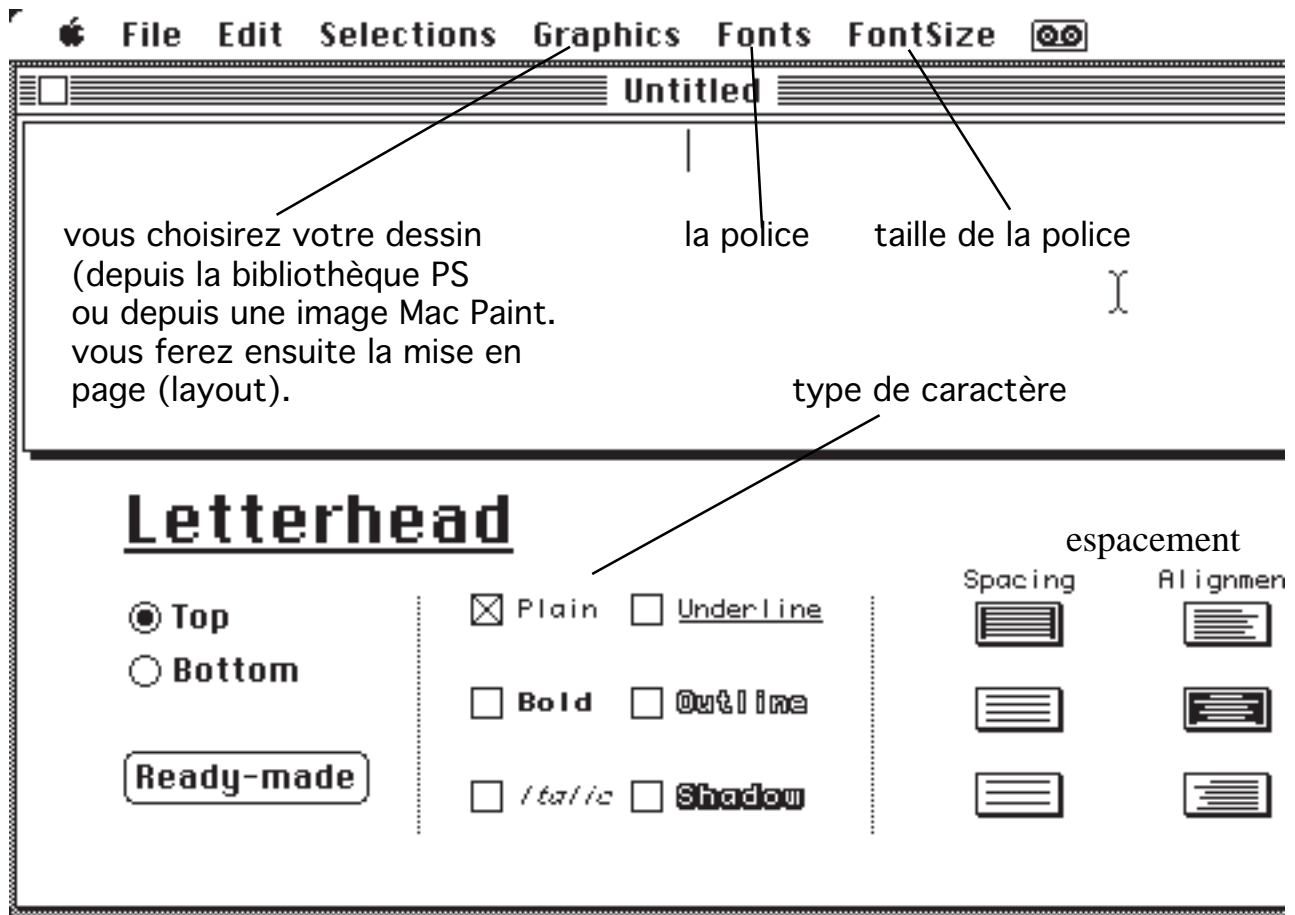 File Edit Selections Graphics Fonts FontSize
Untitled
vous choisirez votre dessin
(depuis la bibliothèque PS
ou depuis une image Mac Paint.
vous ferez ensuite la mise en
page (layout).
la police
taille de la police
type de caractère
Letterhead
espacement
Spacing Alignmen
Top
Bottom
Ready-made
Plain Underline
Bold Outline
Italic Shadow